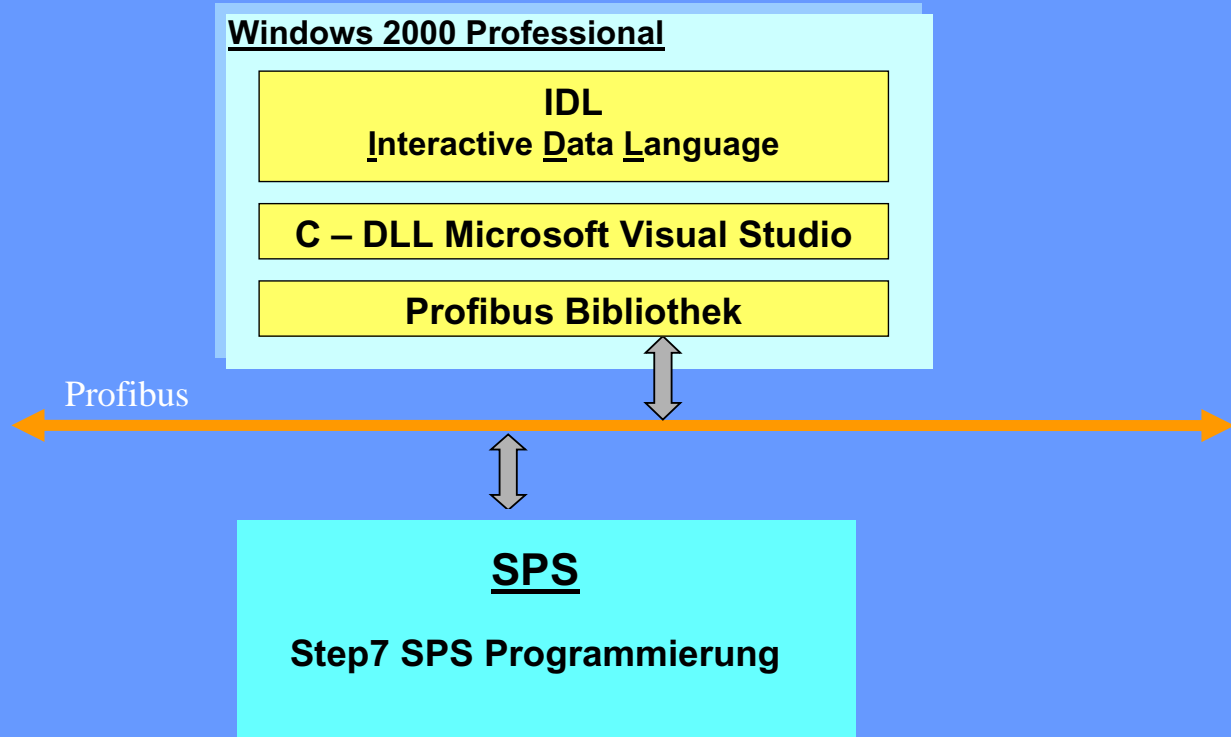 Windows 2000 Professional
IDL
Interactive Data Language
C – DLL Microsoft Visual Studio
Profibus Bibliothek
Profibus
SPS
Step7 SPS Programmierung